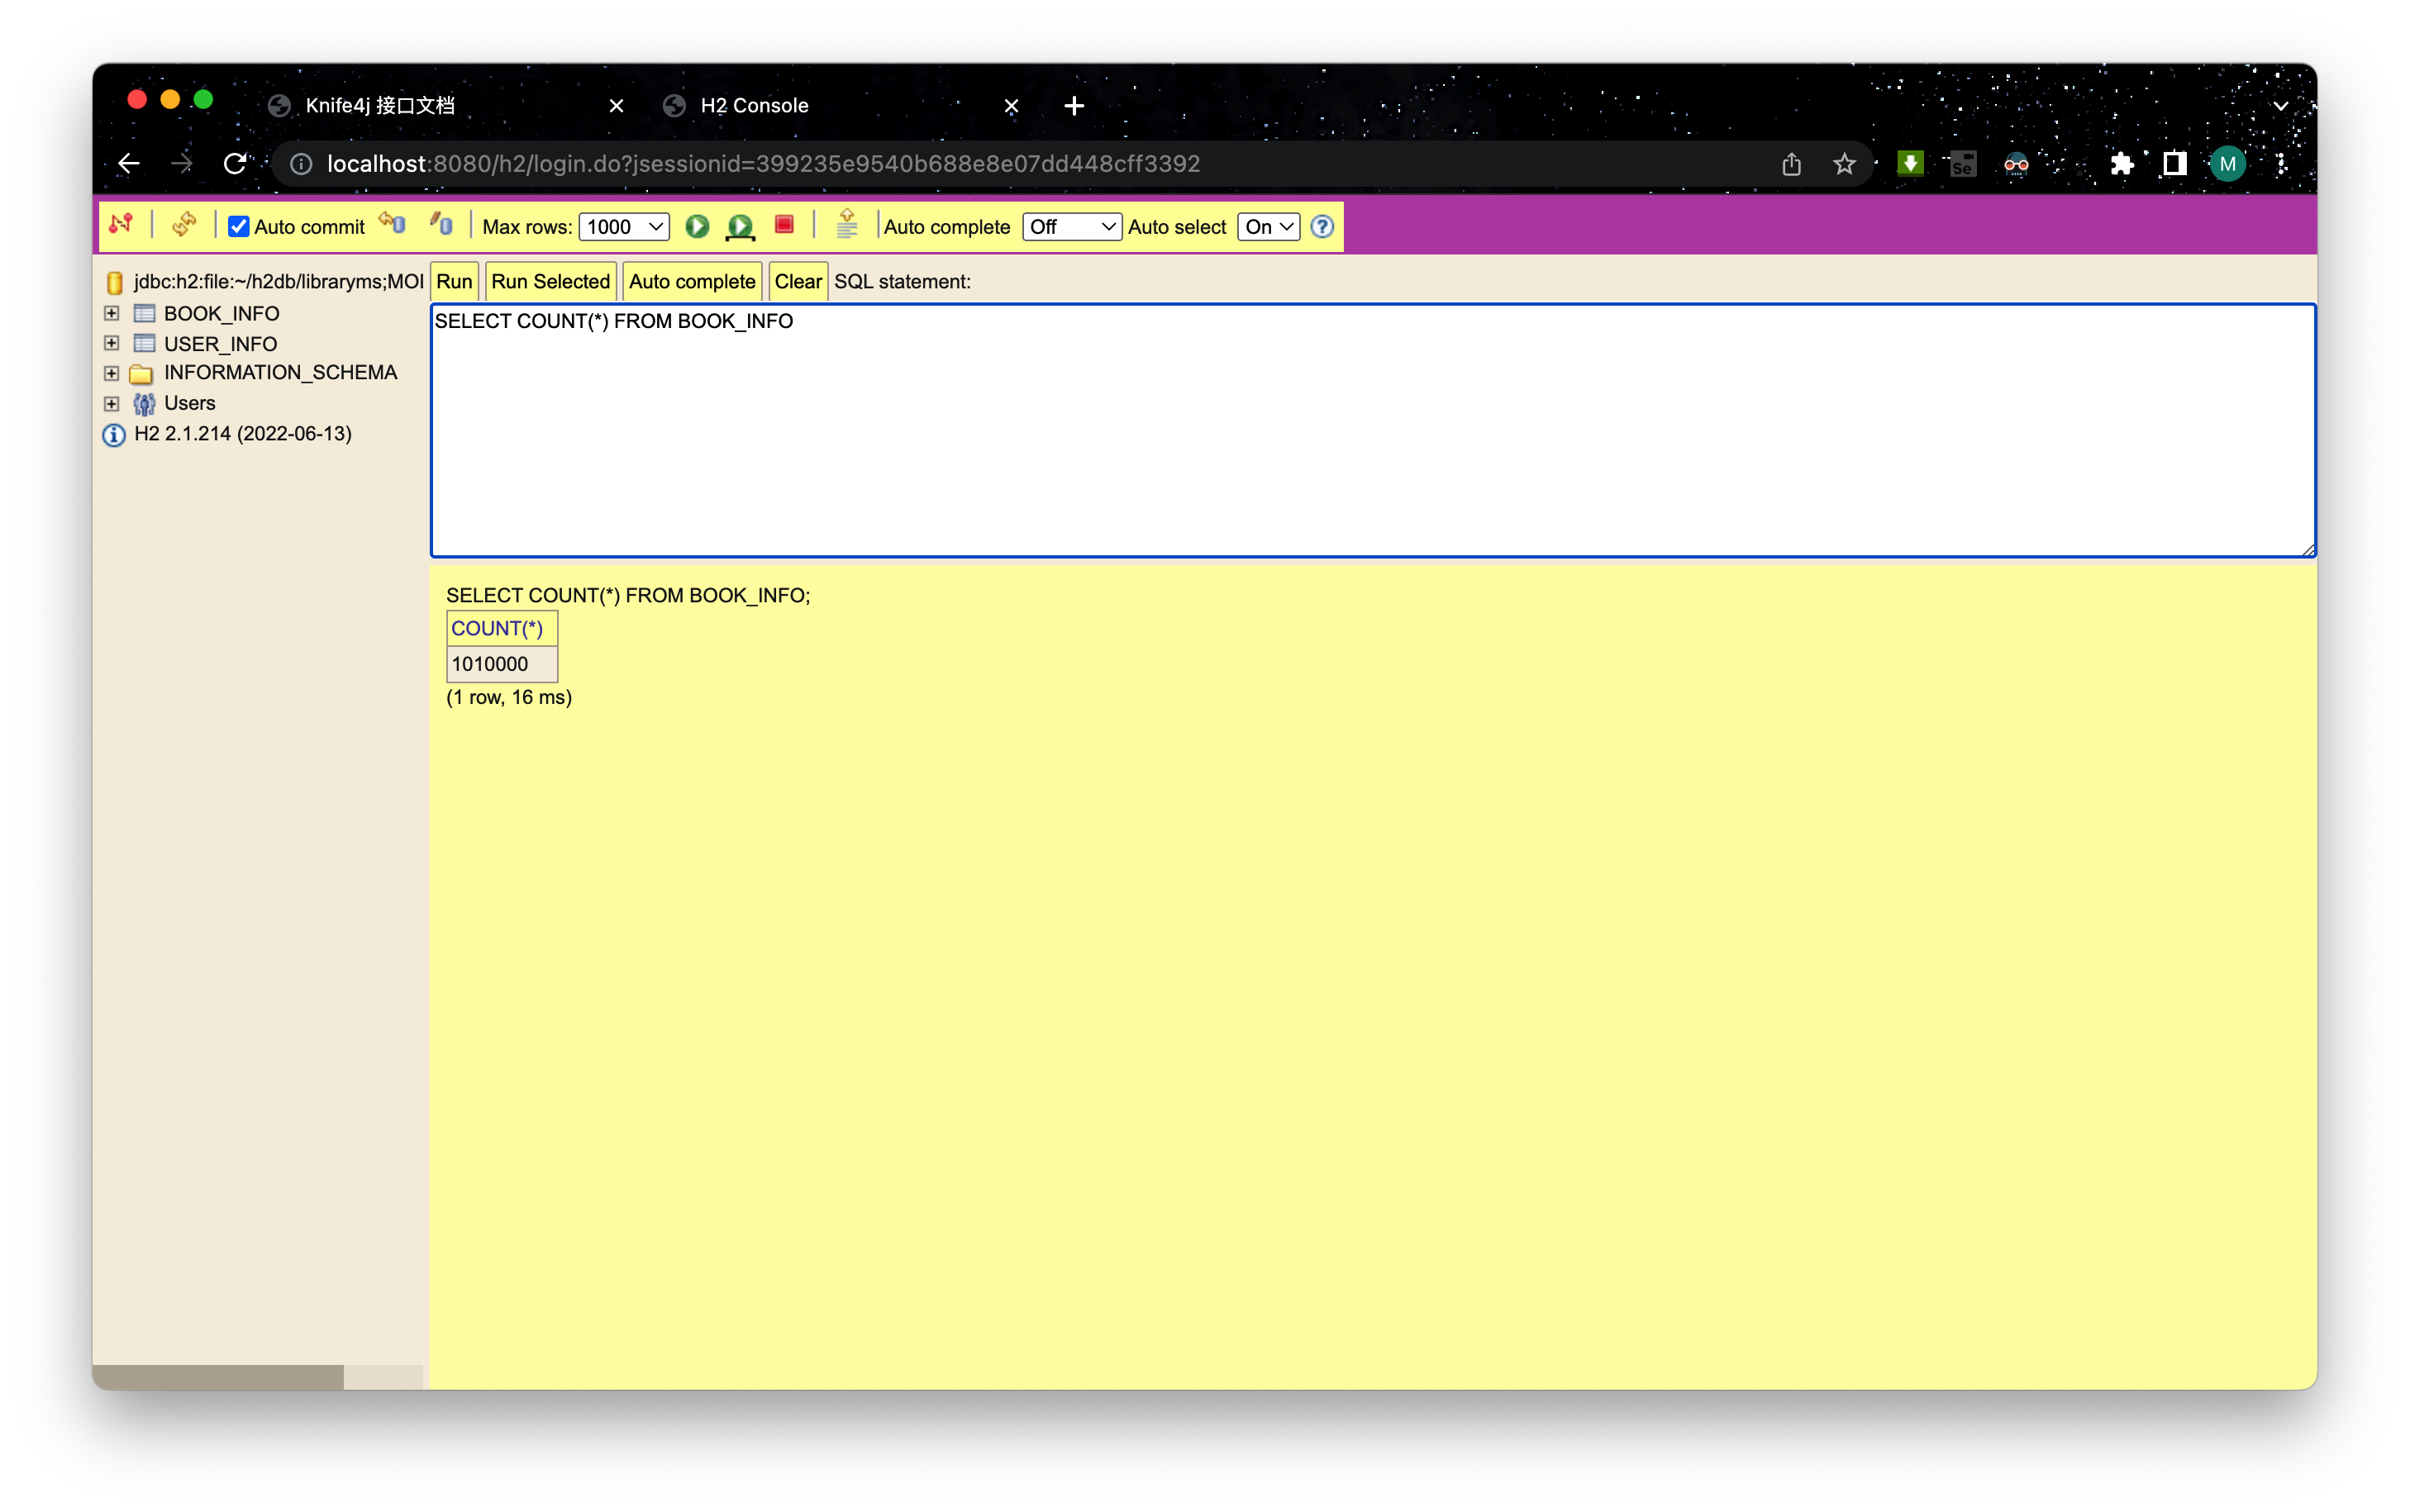 Knife4j 接口文档
H2 Console
localhost:8080/h2/login.do?jsessionid=399235e9540b688e8e07dd448cff3392
Se
M
Auto commit
Max rows: 1000
Auto complete Off
Auto select On
?
jdbc:h2:file:~/h2db/libraryms;MOI
BOOK_INFO
USER_INFO
INFORMATION_SCHEMA
Users
H2 2.1.214 (2022-06-13)
Run Run Selected Auto complete Clear SQL statement:
SELECT COUNT(*) FROM BOOK_INFO
SELECT COUNT(*) FROM BOOK_INFO;
COUNT(*)
1010000
(1 row, 16 ms)